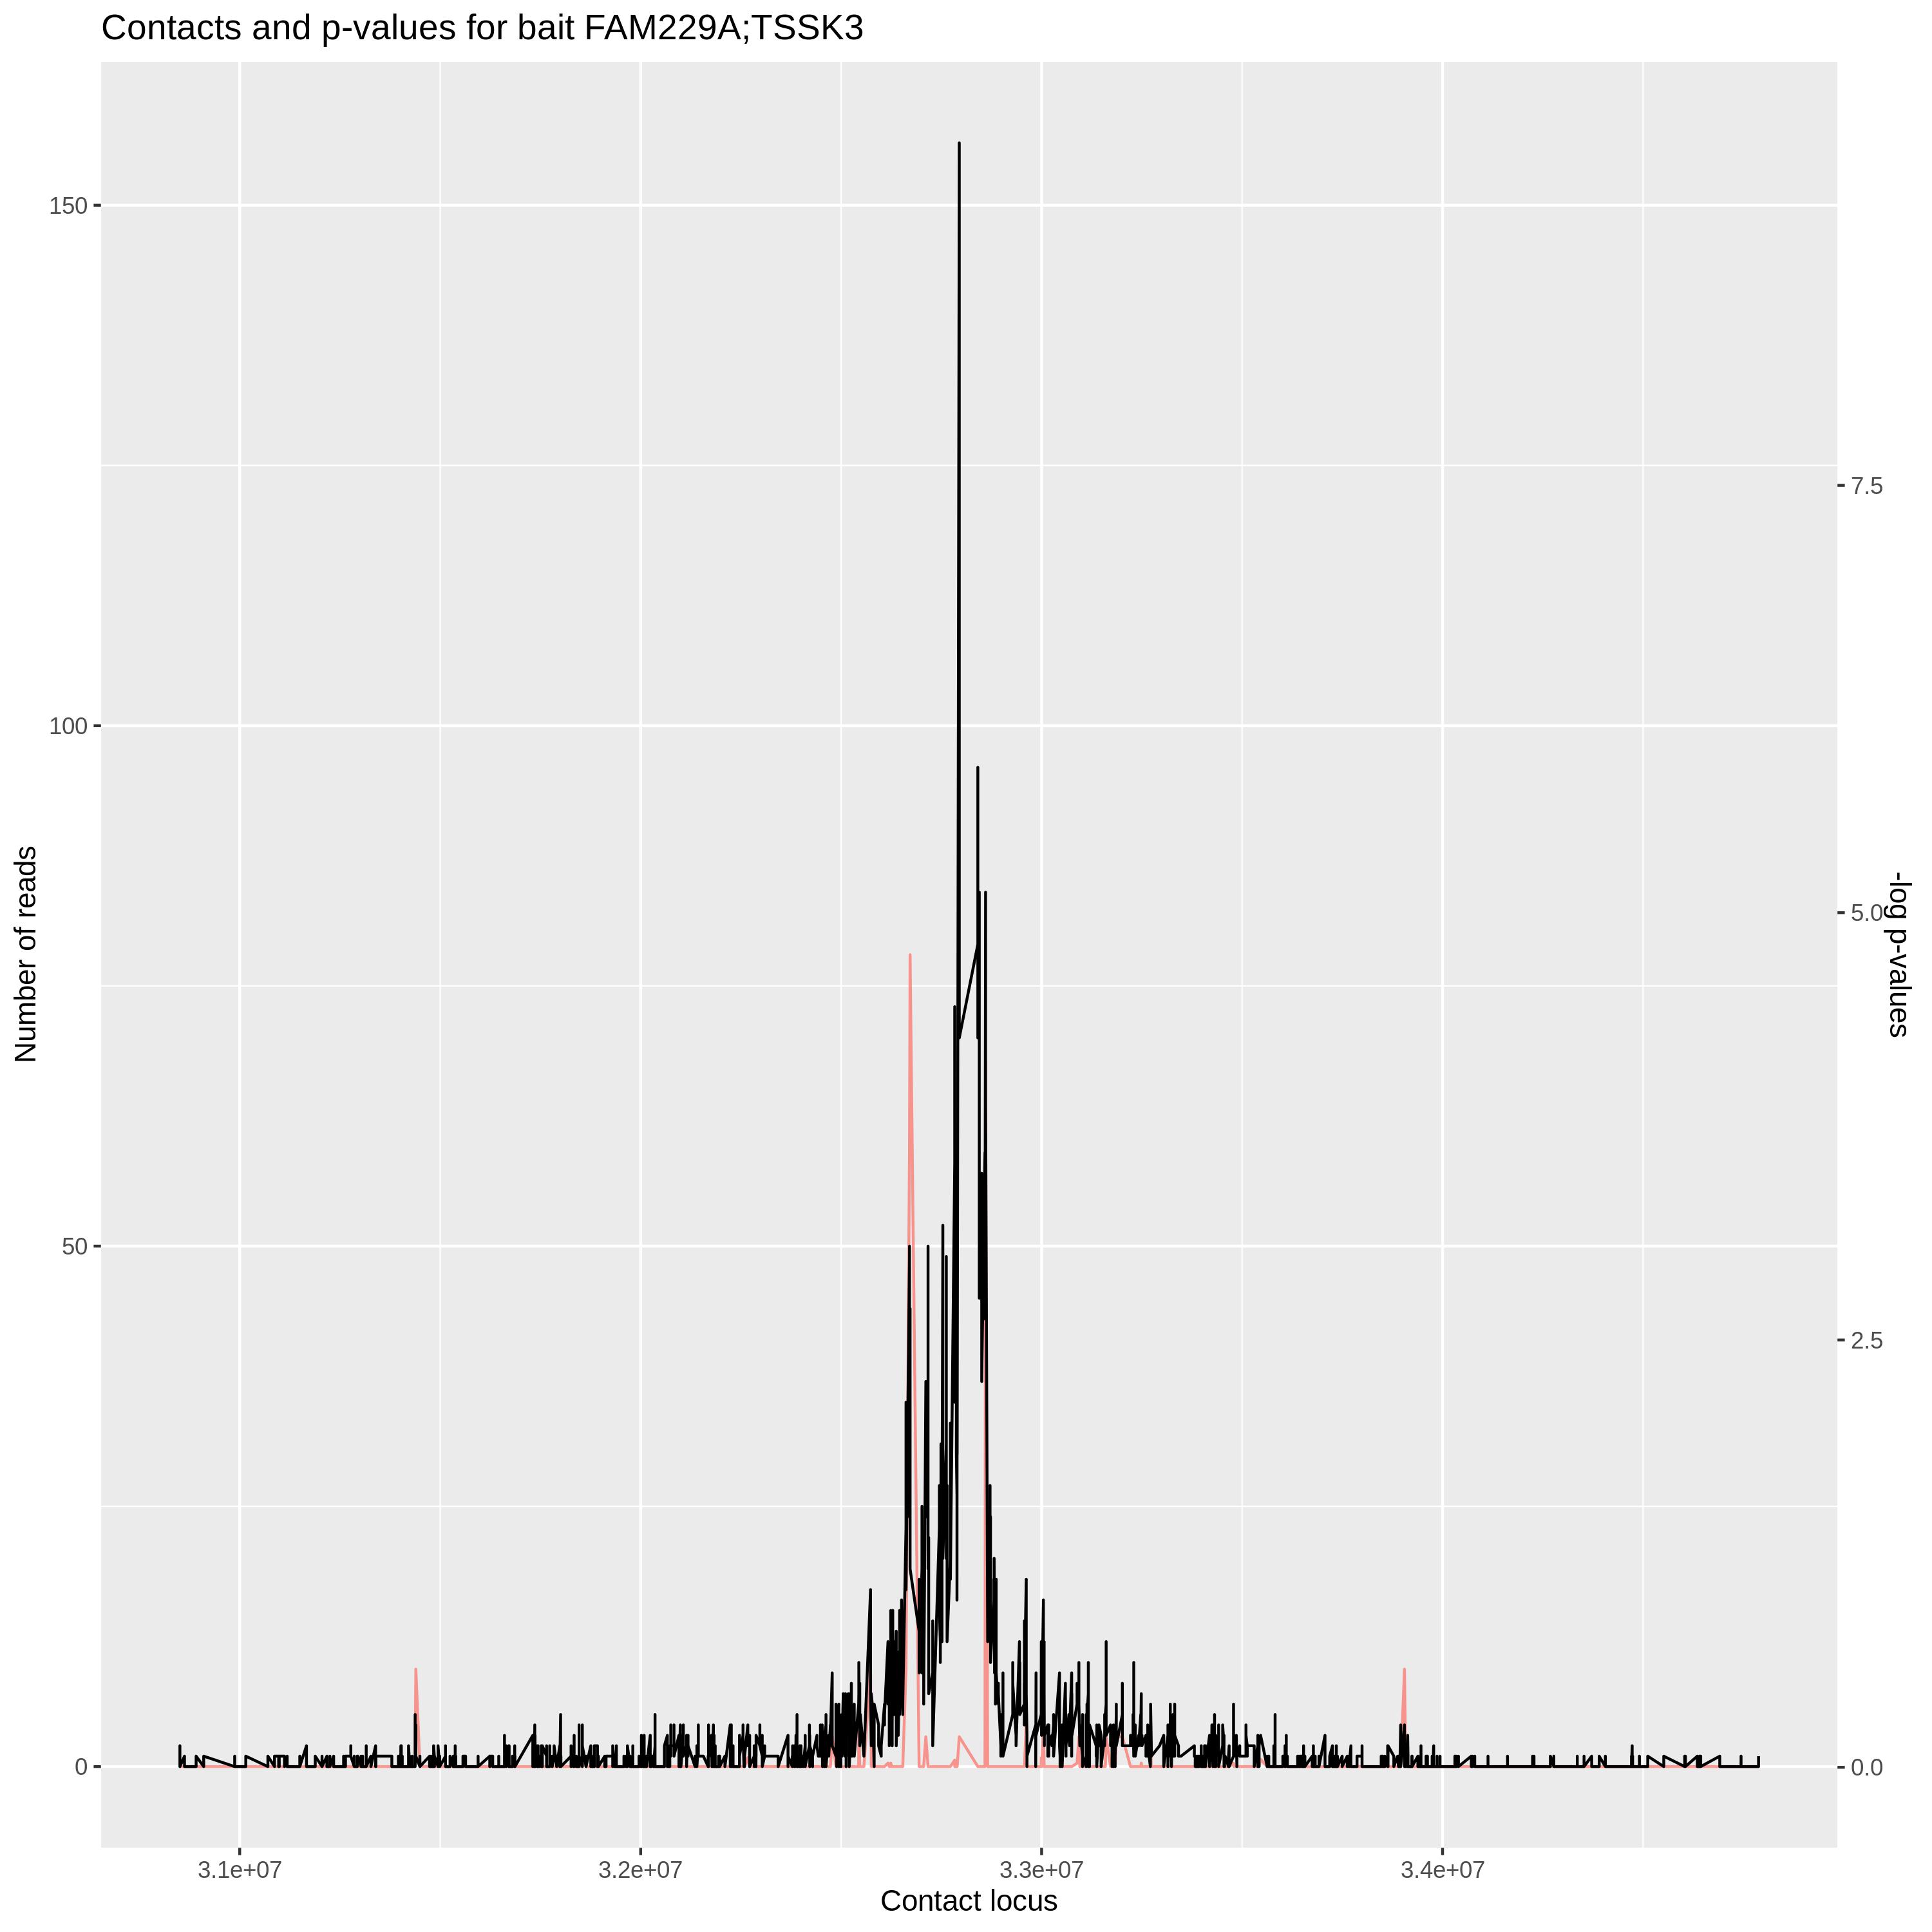 Contacts and p-values for bait FAM229A;TSSK3
150
100
50
0
Number of reads
7.5
5.0
2.5
0.0
-log p-values
3.1e+07
3.2e+07
3.3e+07
3.4e+07
Contact locus